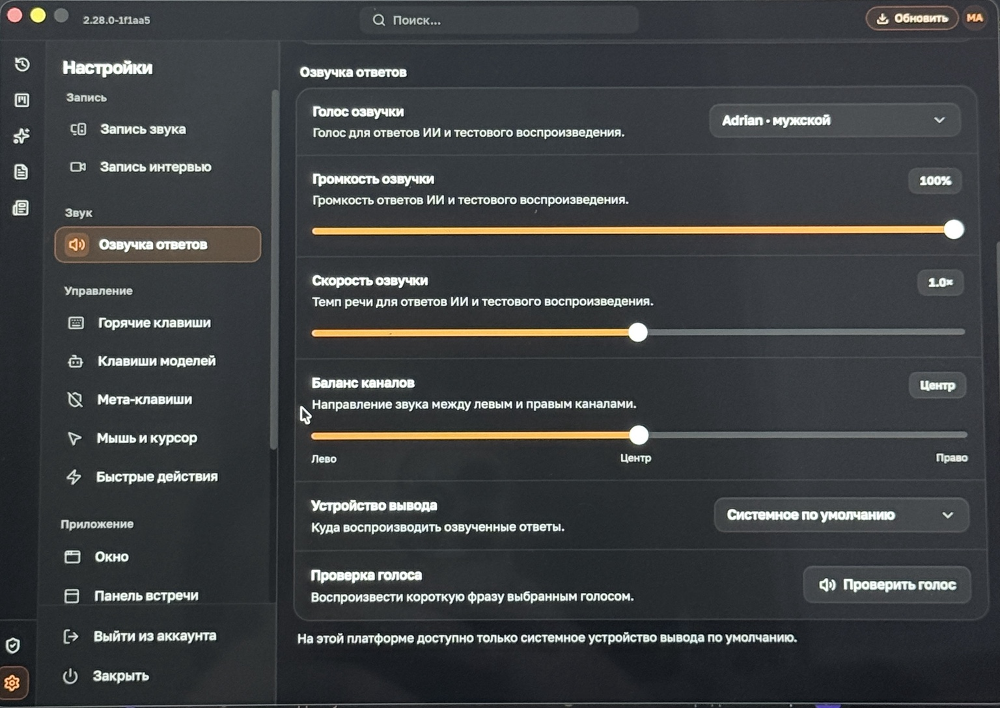 2.28.0-1f1aa5
Поиск...
Обновить
MA
Настройки
Запись
Запись звука
Запись интервью
Звук
Озвучка ответов
Управление
Горячие клавиши
Клавиши моделей
Мета-клавиши
Мышь и курсор
Быстрые действия
Приложение
Окно
Панель встречи
Выйти из аккаунта
Закрыть
Озвучка ответов
Голос озвучки
Голос для ответов ИИ и тестового воспроизведения.
Adrian • мужской
Громкость озвучки
100%
Громкость ответов ИИ и тестового воспроизведения.
Скорость озвучки
1.0×
Темп речи для ответов ИИ и тестового воспроизведения.
Баланс каналов
Центр
Направление звука между левым и правым каналами.
Лево
Центр
Право
Устройство вывода
Куда воспроизводить озвученные ответы.
Системное по умолчанию
Проверка голоса
Воспроизвести короткую фразу выбранным голосом.
Проверить голос
На этой платформе доступно только системное устройство вывода по умолчанию.